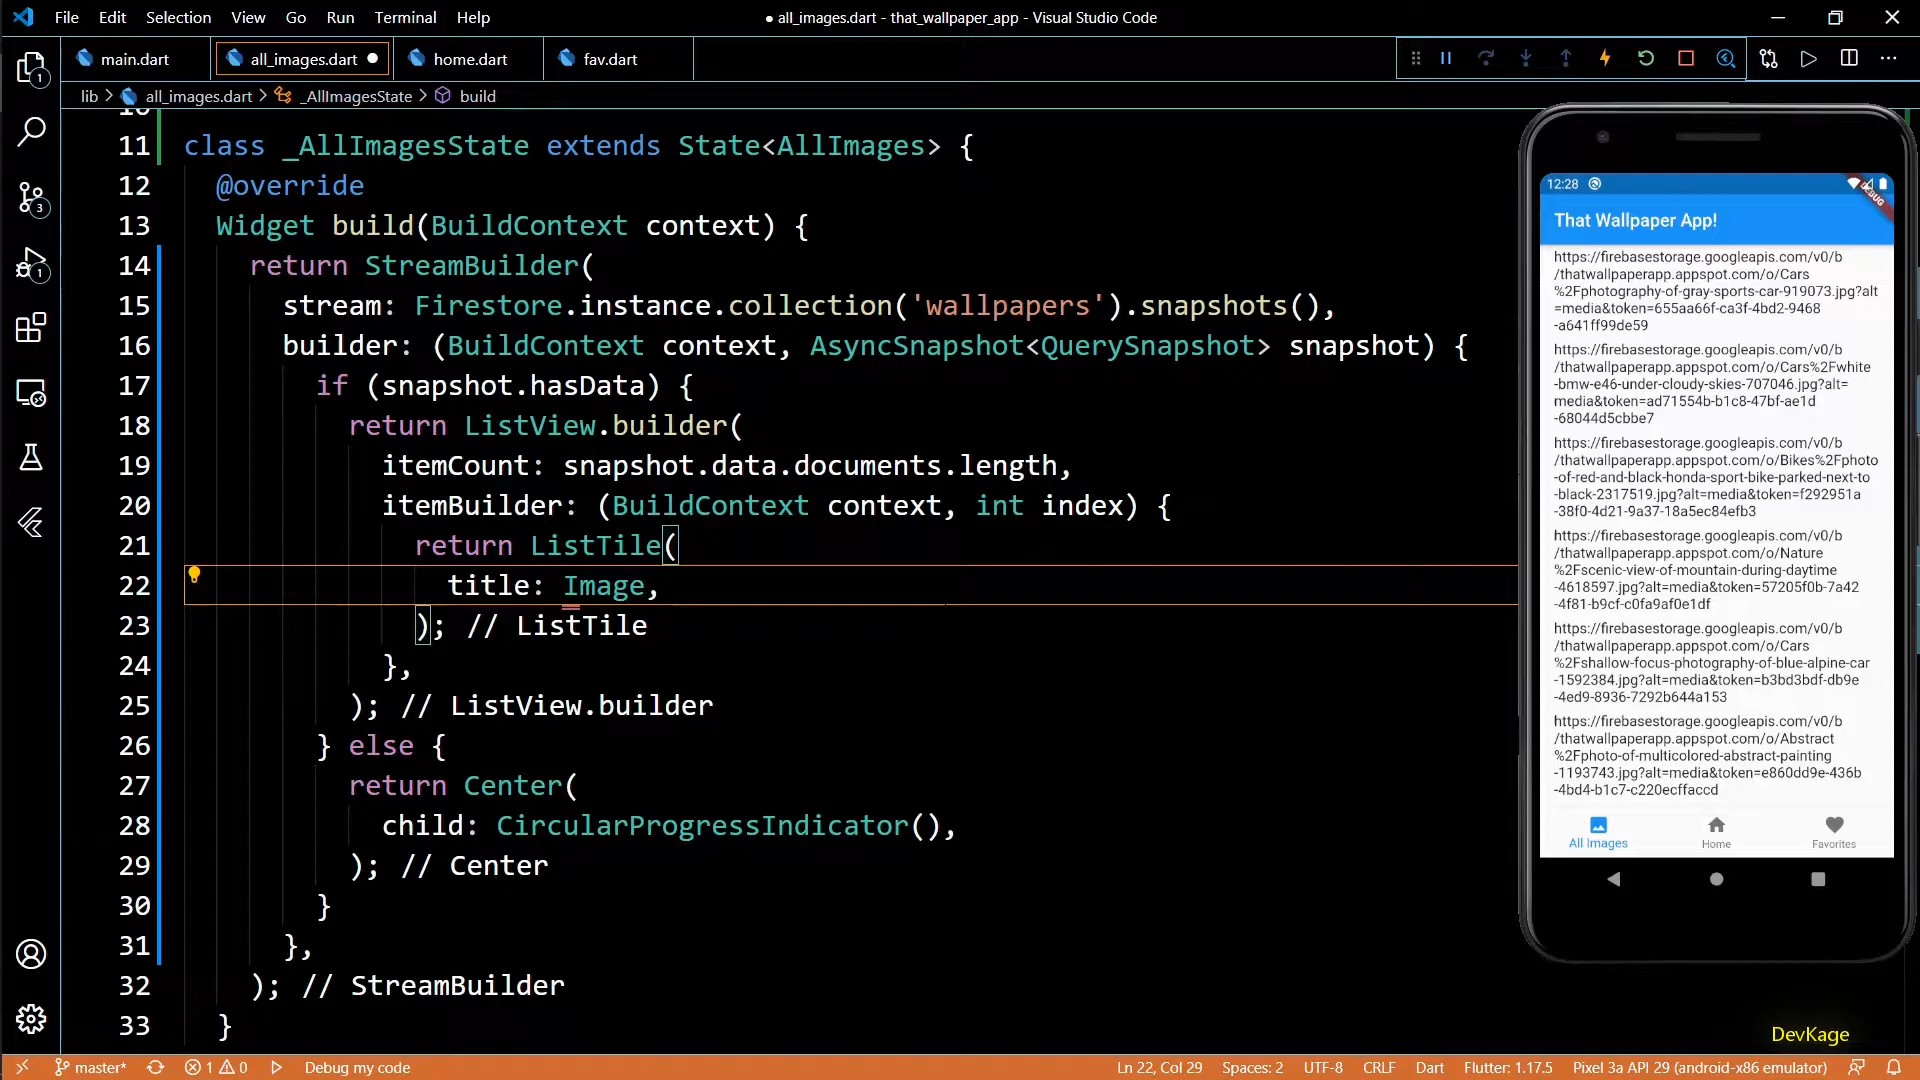 File Edit Selection View Go Run Terminal Help
● all_images.dart - that_wallpaper_app - Visual Studio Code
main.dart
all_images.dart
home.dart
fav.dart
lib > all_images.dart > _AllImagesState > build
11 class _AllImagesState extends State<AllImages> {
12 @override
13 Widget build(BuildContext context) {
14 return StreamBuilder(
15 stream: Firestore.instance.collection('wallpapers').snapshots(),
16 builder: (BuildContext context, AsyncSnapshot<QuerySnapshot> snapshot) {
17 if (snapshot.hasData) {
18 return ListView.builder(
19 itemCount: snapshot.data.documents.length,
20 itemBuilder: (BuildContext context, int index) {
21 return ListTile(
22 title: Image,
23 ); // ListTile
24 },
25 ); // ListView.builder
26 } else {
27 return Center(
28 child: CircularProgressIndicator(),
29 ); // Center
30 }
31 },
32 ); // StreamBuilder
33 }
1
3
1
12:28
DEBUG
That Wallpaper App!
https://firebasestorage.googleapis.com/v0/b
/thatwallpaperapp.appspot.com/o/Cars
%2Fphotography-of-gray-sports-car-919073.jpg?alt
=media&token=655aa66f-ca3f-4bd2-9468
-a641ff99de59
https://firebasestorage.googleapis.com/v0/b
/thatwallpaperapp.appspot.com/o/Cars%2Fwhite
-bmw-e46-under-cloudy-skies-707046.jpg?alt=
media&token=ad71554b-b1c8-47bf-ae1d
-68044d5cbbe7
https://firebasestorage.googleapis.com/v0/b
/thatwallpaperapp.appspot.com/o/Bikes%2Fphoto
-of-red-and-black-honda-sport-bike-parked-next-to
-black-2317519.jpg?alt=media&token=f292951a
-38f0-4d21-9a37-18a5ec84efb3
https://firebasestorage.googleapis.com/v0/b
/thatwallpaperapp.appspot.com/o/Nature
%2Fscenic-view-of-mountain-during-daytime
-4618597.jpg?alt=media&token=57205f0b-7a42
-4f81-b9cf-c0fa9af0e1df
https://firebasestorage.googleapis.com/v0/b
/thatwallpaperapp.appspot.com/o/Cars
%2Fshallow-focus-photography-of-blue-alpine-car
-1592384.jpg?alt=media&token=b3bd3bdf-db9e
-4ed9-8936-7292b644a153
https://firebasestorage.googleapis.com/v0/b
/thatwallpaperapp.appspot.com/o/Abstract
%2Fphoto-of-multicolored-abstract-painting
-1193743.jpg?alt=media&token=e860dd9e-436b
-4bd4-b1c7-c220ecffaccd
All Images Home Favorites
DevKage
master* 1 0 Debug my code Ln 22, Col 29 Spaces: 2 UTF-8 CRLF Dart Flutter: 1.17.5 Pixel 3a API 29 (android-x86 emulator)